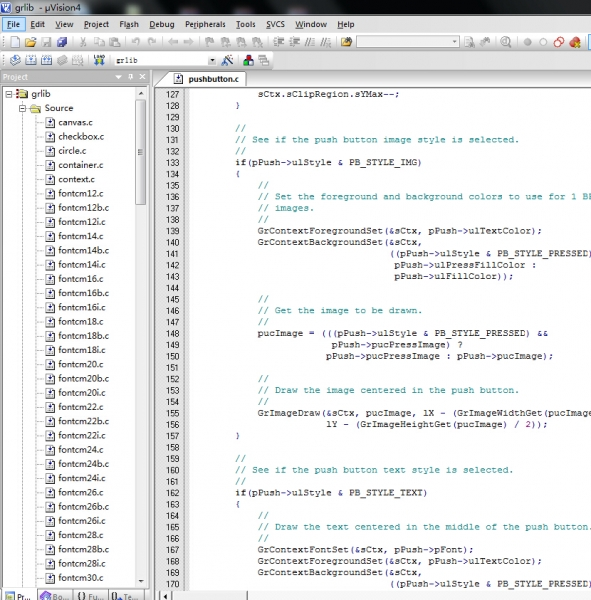 grlib - µVision4
File Edit View Project Flash Debug Peripherals Tools SVCS Window Help
LOAD grlib
Project
pushbutton.c
grlib
Source
canvas.c
checkbox.c
circle.c
container.c
context.c
fontcm12.c
fontcm12b.c
fontcm12i.c
fontcm14.c
fontcm14b.c
fontcm14i.c
fontcm16.c
fontcm16b.c
fontcm16i.c
fontcm18.c
fontcm18b.c
fontcm18i.c
fontcm20.c
fontcm20b.c
fontcm20i.c
fontcm22.c
fontcm22b.c
fontcm22i.c
fontcm24.c
fontcm24b.c
fontcm24i.c
fontcm26.c
fontcm26b.c
fontcm26i.c
fontcm28.c
fontcm28b.c
fontcm28i.c
fontcm30.c
Pr... Bo... {} Fu... Te...
127 sCtx.sClipRegion.sYMax--;
128 }
129
130 //
131 // See if the push button image style is selected.
132 //
133 if(pPush->ulStyle & PB_STYLE_IMG)
134 {
135 //
136 // Set the foreground and background colors to use for 1 BP
137 // images.
138 //
139 GrContextForegroundSet(&sCtx, pPush->ulTextColor);
140 GrContextBackgroundSet(&sCtx,
141 ((pPush->ulStyle & PB_STYLE_PRESSED)
142 pPush->ulPressFillColor :
143 pPush->ulFillColor));
144
145 //
146 // Get the image to be drawn.
147 //
148 pucImage = (((pPush->ulStyle & PB_STYLE_PRESSED) &&
149 pPush->pucPressImage) ?
150 pPush->pucPressImage : pPush->pucImage);
151
152 //
153 // Draw the image centered in the push button.
154 //
155 GrImageDraw(&sCtx, pucImage, lX - (GrImageWidthGet(pucImage
156 lY - (GrImageHeightGet(pucImage) / 2));
157 }
158
159 //
160 // See if the push button text style is selected.
161 //
162 if(pPush->ulStyle & PB_STYLE_TEXT)
163 {
164 //
165 // Draw the text centered in the middle of the push button.
166 //
167 GrContextFontSet(&sCtx, pPush->pFont);
168 GrContextForegroundSet(&sCtx, pPush->ulTextColor);
169 GrContextBackgroundSet(&sCtx,
170 ((pPush->ulStyle & PB_STYLE_PRESSED)